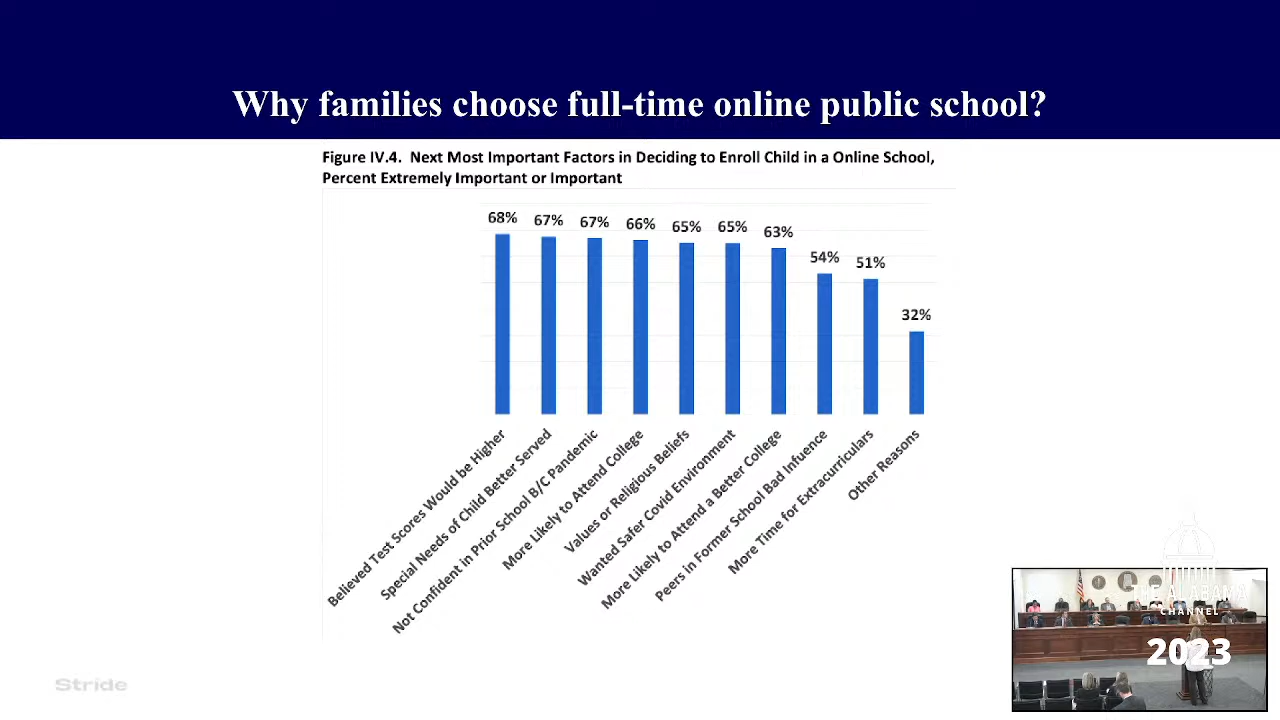 Why families choose full-time online public school?
Figure IV.4. Next Most Important Factors in Deciding to Enroll Child in a Online School,
Percent Extremely Important or Important
68%
67%
67%
66%
65%
65%
63%
54%
51%
32%
Believed Test Scores Would be Higher
Special Needs of Child Better Served
Not Confident in Prior School B/C Pandemic
More Likely to Attend College
Values or Religious Beliefs
Wanted Safer Covid Environment
More Likely to Attend a Better College
Peers in Former School Bad Infuence
More Time for Extracurriculars
Other Reasons
Stride
THE ALABAMA
CHANNEL
2023